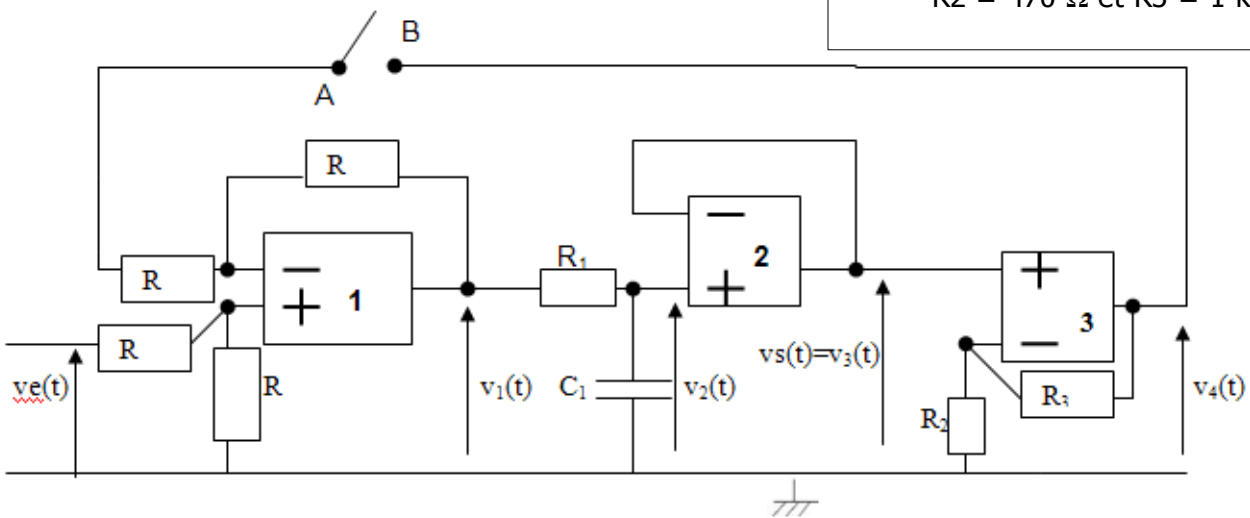 R2 = 470 Ω et R3 = 1 k
B
A
R
R₁
2
R
1
+
−
3
R
ve(t)
R
v₁(t)
C₁
v₂(t)
vs(t)=v₃(t)
R₂
R₃
v₄(t)